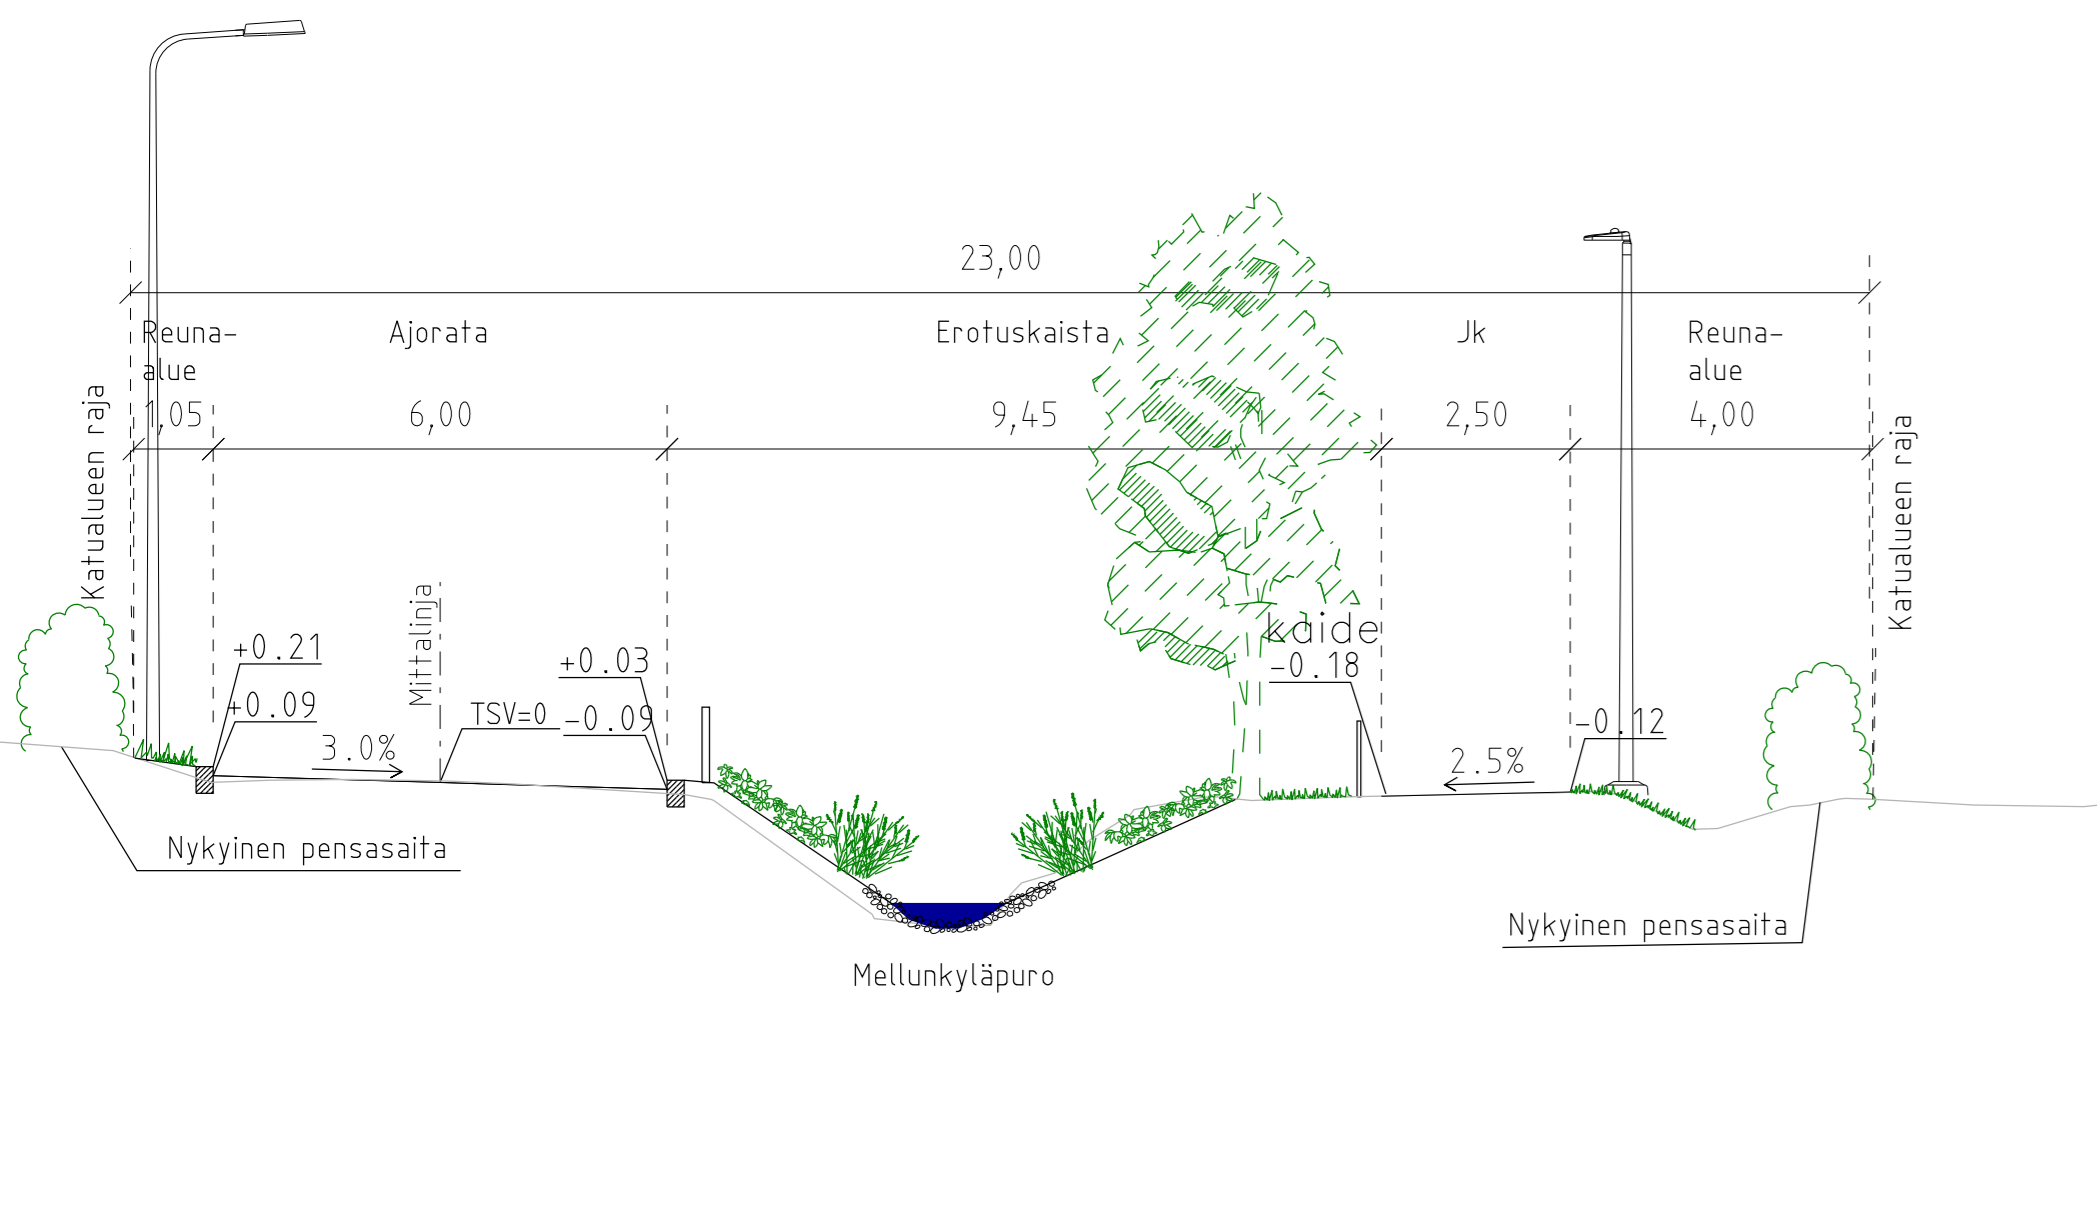 23,00
Reuna-
alue
Ajorata
Erotuskaista
Jk
Reuna-
alue
1,05
6,00
9,45
2,50
4,00
Katualueen raja
Katualueen raja
Mittalinja
+0.21
+0.09
3.0%
TSV=0
+0.03
-0.09
kaide
-0.18
2.5%
-0.12
Nykyinen pensasaita
Nykyinen pensasaita
Mellunkyläpuro